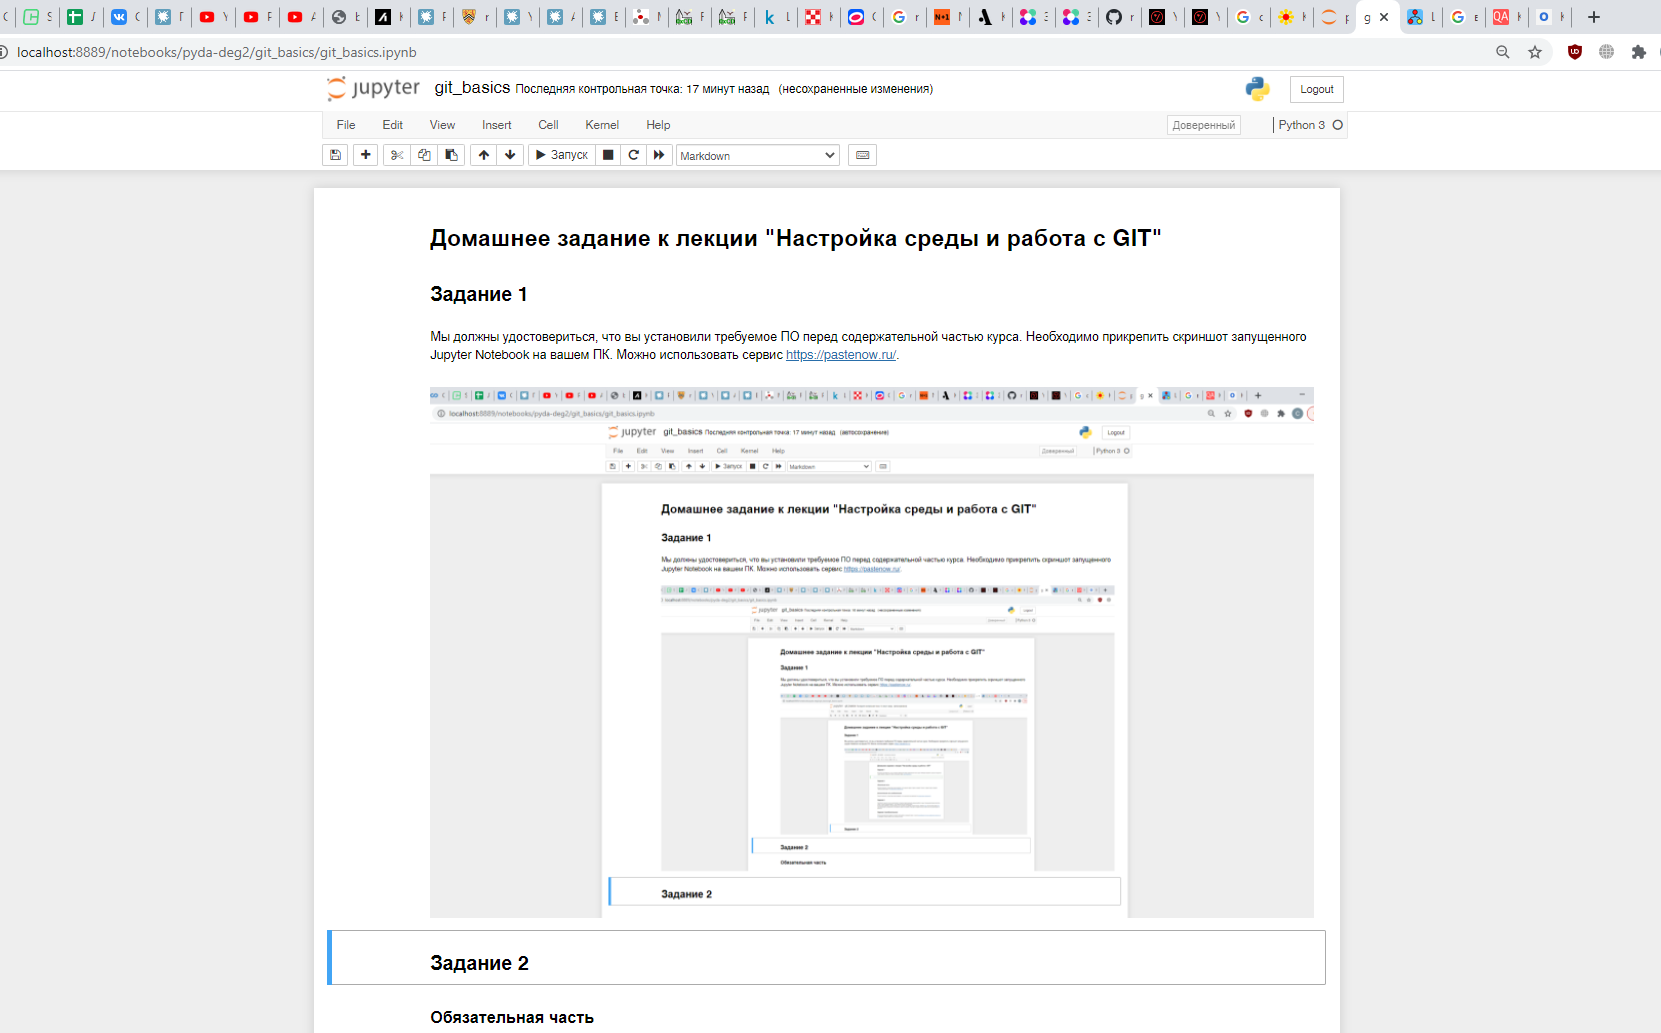 localhost:8889/notebooks/pyda-deg2/git_basics/git_basics.ipynb
jupyter git_basics Последняя контрольная точка: 17 минут назад (несохраненные изменения) Logout
File Edit View Insert Cell Kernel Help Доверенный Python 3
Запуск Markdown
Домашнее задание к лекции "Настройка среды и работа с GIT"
Задание 1
Мы должны удостовериться, что вы установили требуемое ПО перед содержательной частью курса. Необходимо прикрепить скриншот запущенного
Jupyter Notebook на вашем ПК. Можно использовать сервис https://pastenow.ru/.
localhost:8889/notebooks/pyda-deg2/git_basics/git_basics.ipynb
jupyter git_basics Последняя контрольная точка: 17 минут назад (автосохранение) Logout
File Edit View Insert Cell Kernel Help Доверенный Python 3
Запуск Markdown
Домашнее задание к лекции "Настройка среды и работа с GIT"
Задание 1
Мы должны удостовериться, что вы установили требуемое ПО перед содержательной частью курса. Необходимо прикрепить скриншот запущенного
Jupyter Notebook на вашем ПК. Можно использовать сервис https://pastenow.ru/.
Домашнее задание к лекции "Настройка среды и работа с GIT"
Задание 1
Задание 2
Обязательная часть
Задание 2
Задание 2
Обязательная часть